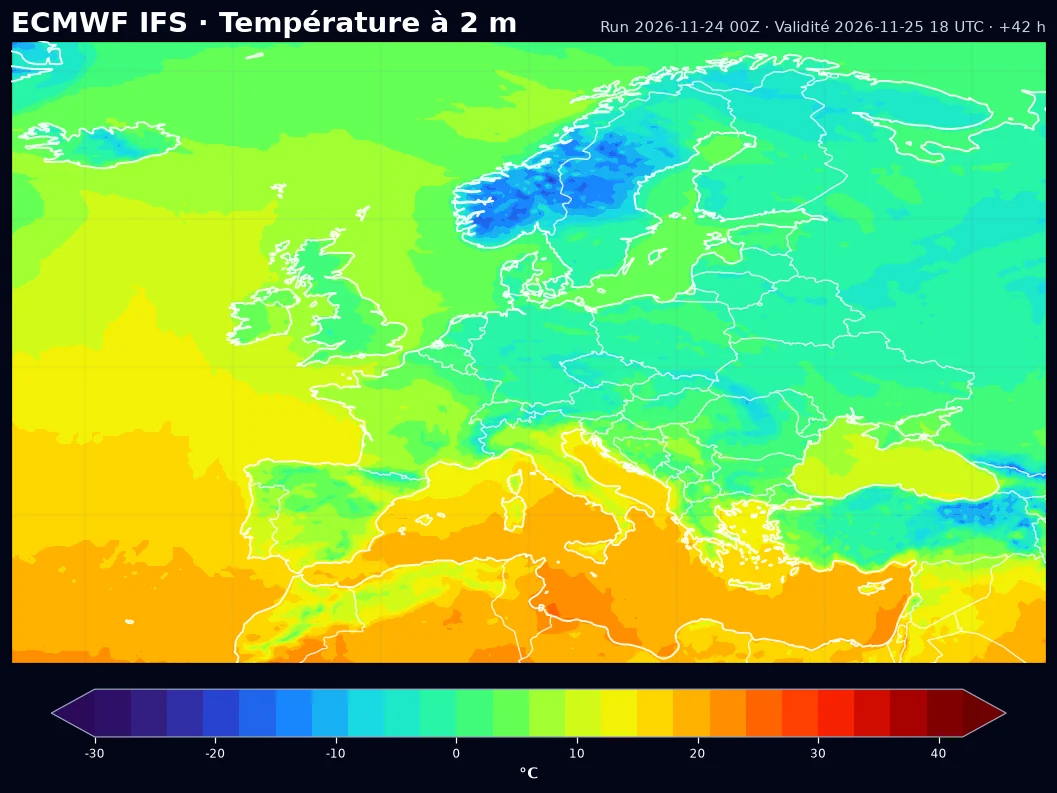 ECMWF IFS · Température à 2 m
Run 2026-11-24 00Z · Validité 2026-11-25 18 UTC · +42 h
-30 -20 -10 0 10 20 30 40
°C